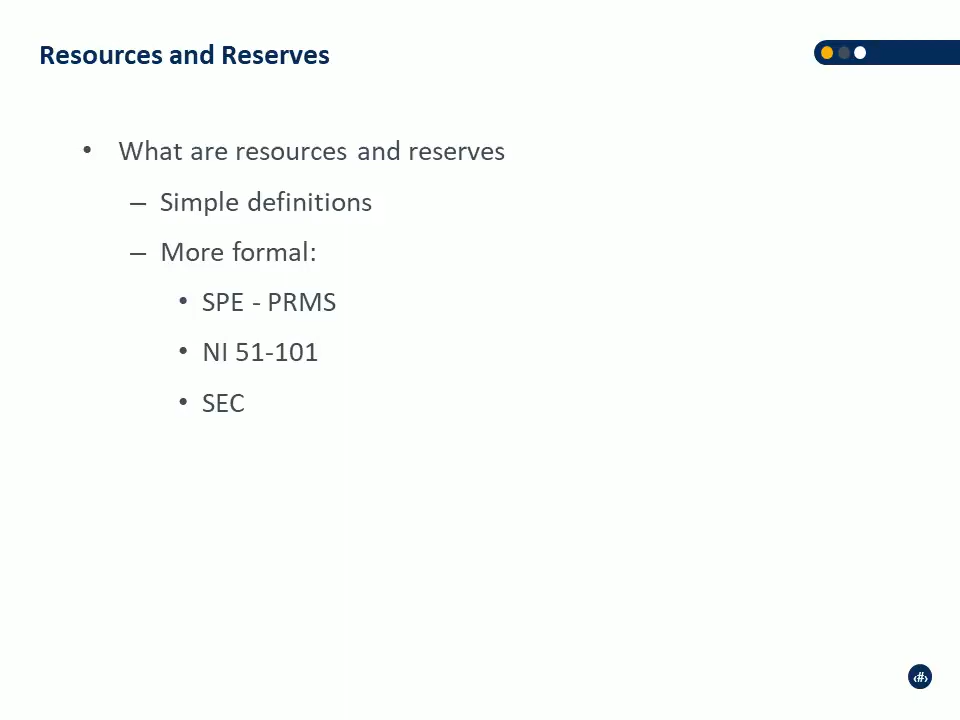 Resources and Reserves
• What are resources and reserves
– Simple definitions
– More formal:
• SPE - PRMS
• NI 51-101
• SEC
‹#›